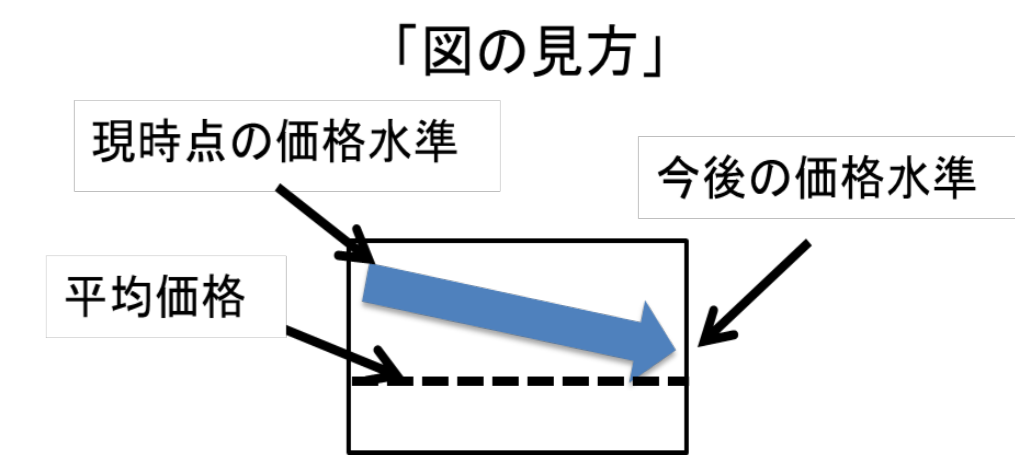 「図の見方」
現時点の価格水準
今後の価格水準
平均価格